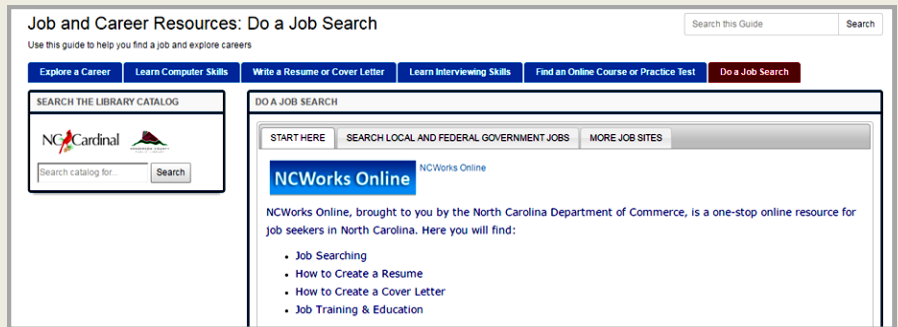 Job and Career Resources: Do a Job Search
Search this Guide
Search
Use this guide to help you find a job and explore careers
Explore a Career
Learn Computer Skills
Write a Resume or Cover Letter
Learn Interviewing Skills
Find an Online Course or Practice Test
Do a Job Search
SEARCH THE LIBRARY CATALOG
NC Cardinal
Search catalog for...
Search
DO A JOB SEARCH
START HERE
SEARCH LOCAL AND FEDERAL GOVERNMENT JOBS
MORE JOB SITES
NCWorks Online
NCWorks Online
NCWorks Online, brought to you by the North Carolina Department of Commerce, is a one-stop online resource for
job seekers in North Carolina. Here you will find:
• Job Searching
• How to Create a Resume
• How to Create a Cover Letter
• Job Training & Education